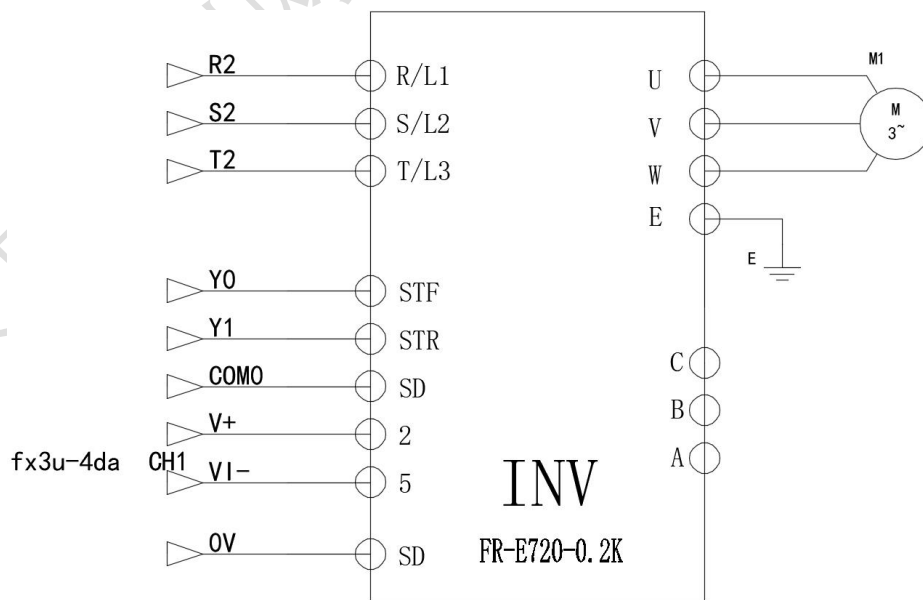 R2 R/L1 U M1
S2 S/L2 V M 3~
T2 T/L3 W
E
E
Y0 STF
Y1 STR
COM0 SD C
V+ 2 B
fx3u-4da CH1 VI- 5 A
INV
0V SD FR-E720-0.2K